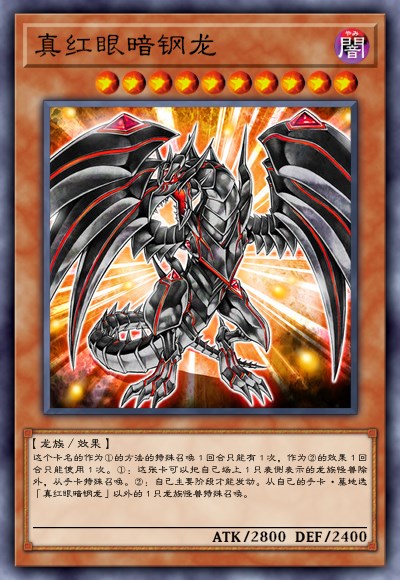 真红眼暗钢龙
やみ
闇
【龙族／效果】
这个卡名的作为①的方法的特殊召唤1回合只能有1次，作为②的效果1回
合只能使用1次。①：这张卡可以把自己场上1只表侧表示的龙族怪兽除
外，从手卡特殊召唤。②：自己主要阶段才能发动。从自己的手卡·墓地选
「真红眼暗钢龙」以外的1只龙族怪兽特殊召唤。
ATK/2800 DEF/2400